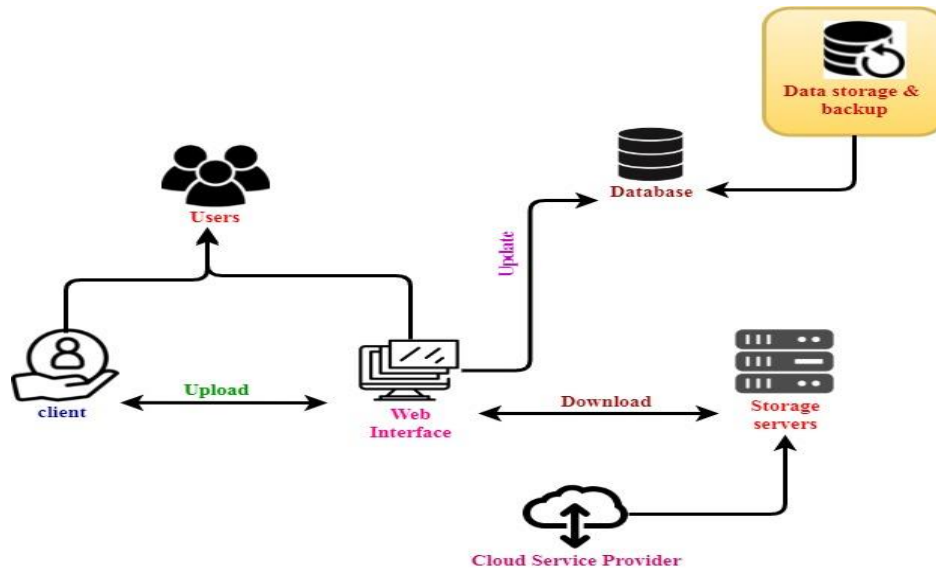 Data storage &
backup
Database
Users
Update
client
Upload
Web
Interface
Download
Storage
servers
Cloud Service Provider